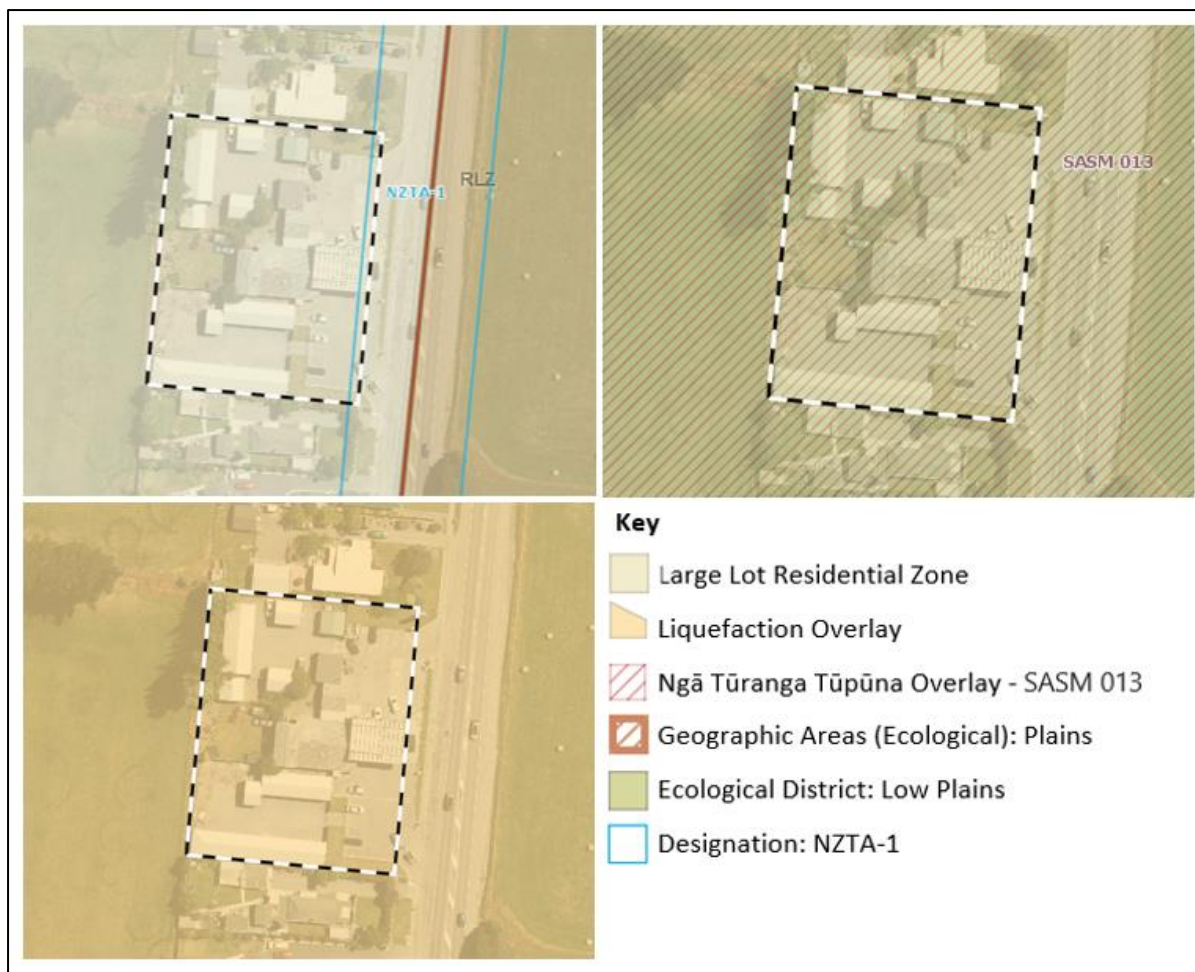 NZTA-1
RLZ
SASM 013
Key
Large Lot Residential Zone
Liquefaction Overlay
Ngā Tūranga Tūpūna Overlay - SASM 013
Geographic Areas (Ecological): Plains
Ecological District: Low Plains
Designation: NZTA-1